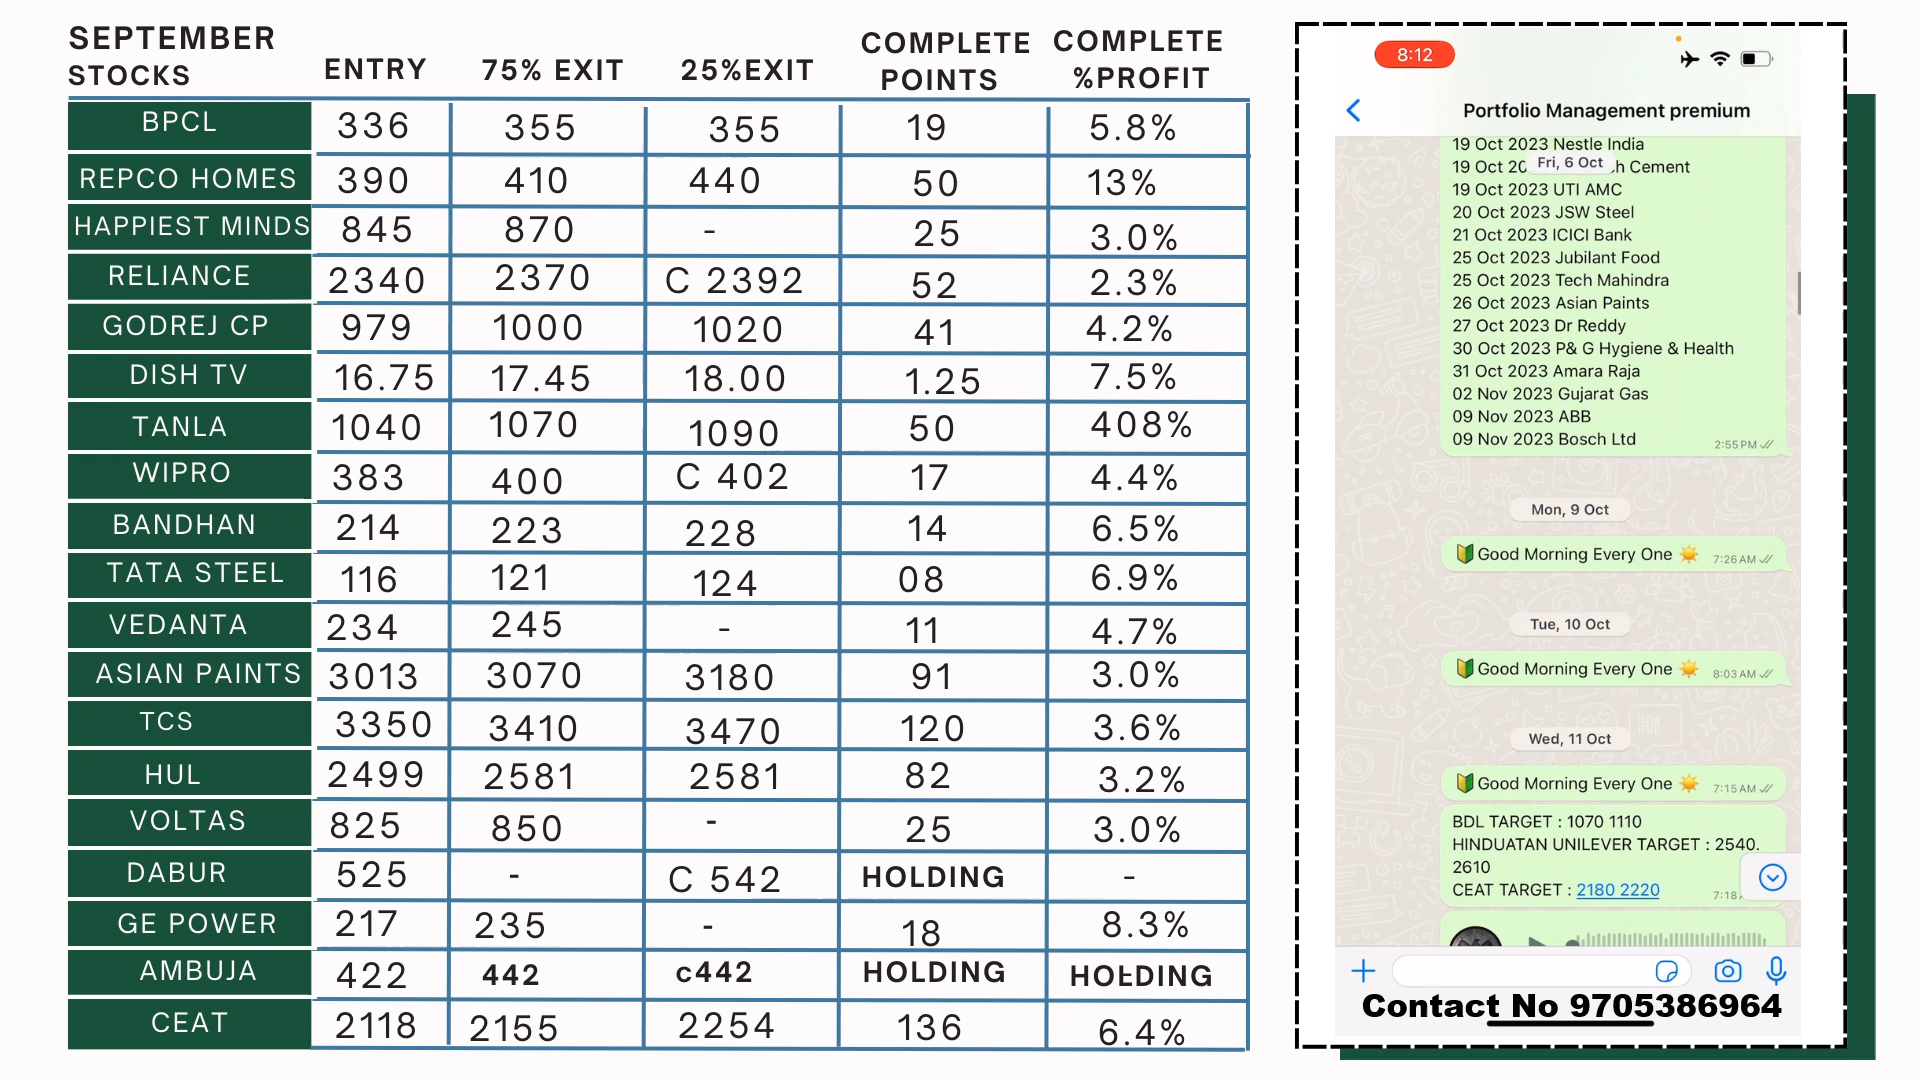 SEPTEMBER STOCKS ENTRY 75% EXIT 25%EXIT COMPLETE POINTS COMPLETE %PROFIT
BPCL 336 355 355 19 5.8%
REPCO HOMES 390 410 440 50 13%
HAPPIEST MINDS 845 870 - 25 3.0%
RELIANCE 2340 2370 C 2392 52 2.3%
GODREJ CP 979 1000 1020 41 4.2%
DISH TV 16.75 17.45 18.00 1.25 7.5%
TANLA 1040 1070 1090 50 408%
WIPRO 383 400 C 402 17 4.4%
BANDHAN 214 223 228 14 6.5%
TATA STEEL 116 121 124 08 6.9%
VEDANTA 234 245 - 11 4.7%
ASIAN PAINTS 3013 3070 3180 91 3.0%
TCS 3350 3410 3470 120 3.6%
HUL 2499 2581 2581 82 3.2%
VOLTAS 825 850 - 25 3.0%
DABUR 525 - C 542 HOLDING -
GE POWER 217 235 - 18 8.3%
AMBUJA 422 442 c442 HOLDING HOLDING
CEAT 2118 2155 2254 136 6.4%
8:12
Portfolio Management premium
19 Oct 2023 Nestle India
Fri, 6 Oct
19 Oct 20 h Cement
19 Oct 2023 UTI AMC
20 Oct 2023 JSW Steel
21 Oct 2023 ICICI Bank
25 Oct 2023 Jubilant Food
25 Oct 2023 Tech Mahindra
26 Oct 2023 Asian Paints
27 Oct 2023 Dr Reddy
30 Oct 2023 P& G Hygiene & Health
31 Oct 2023 Amara Raja
02 Nov 2023 Gujarat Gas
09 Nov 2023 ABB
09 Nov 2023 Bosch Ltd
2:55 PM
Mon, 9 Oct
Good Morning Every One 7:26 AM
Tue, 10 Oct
Good Morning Every One 8:03 AM
Wed, 11 Oct
Good Morning Every One 7:15 AM
BDL TARGET : 1070 1110
HINDUATAN UNILEVER TARGET : 2540.
2610
CEAT TARGET : 2180 2220 7:18
Contact No 9705386964